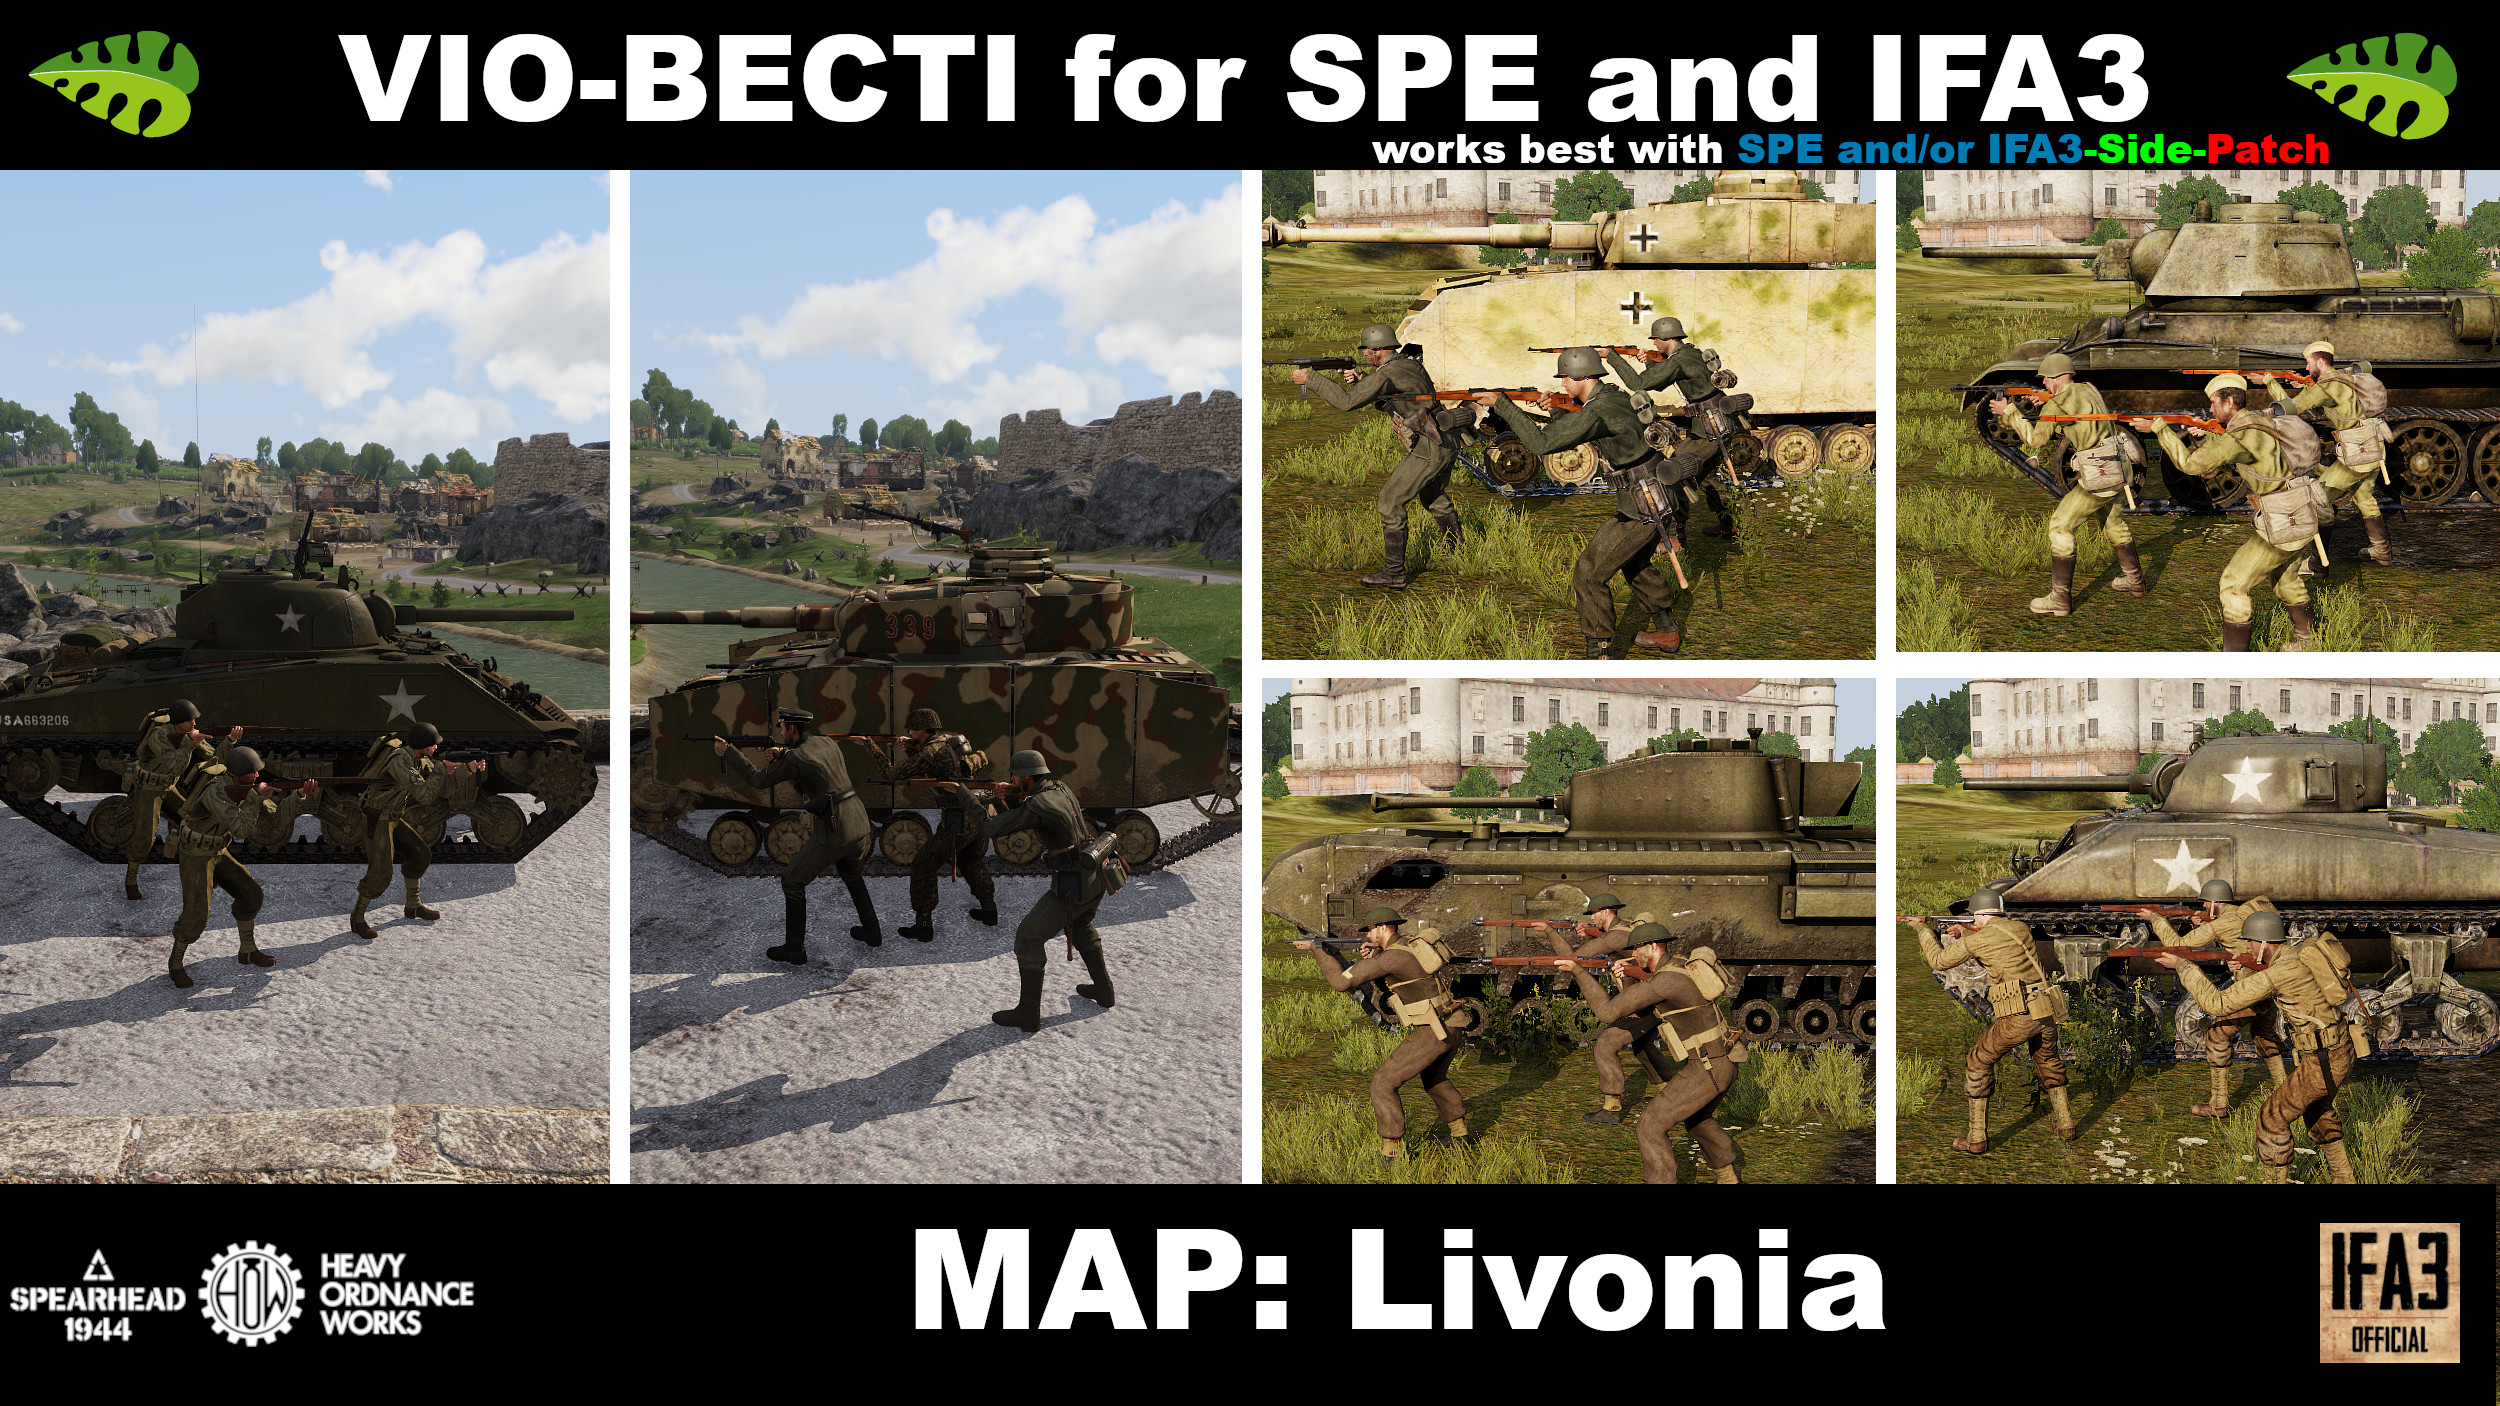 VIO-BECTI for SPE and IFA3
works best with SPE and/or IFA3-Side-Patch
339
USA663206
SPEARHEAD
1944
HOW
HEAVY
ORDNANCE
WORKS
MAP: Livonia
IFA3
OFFICIAL